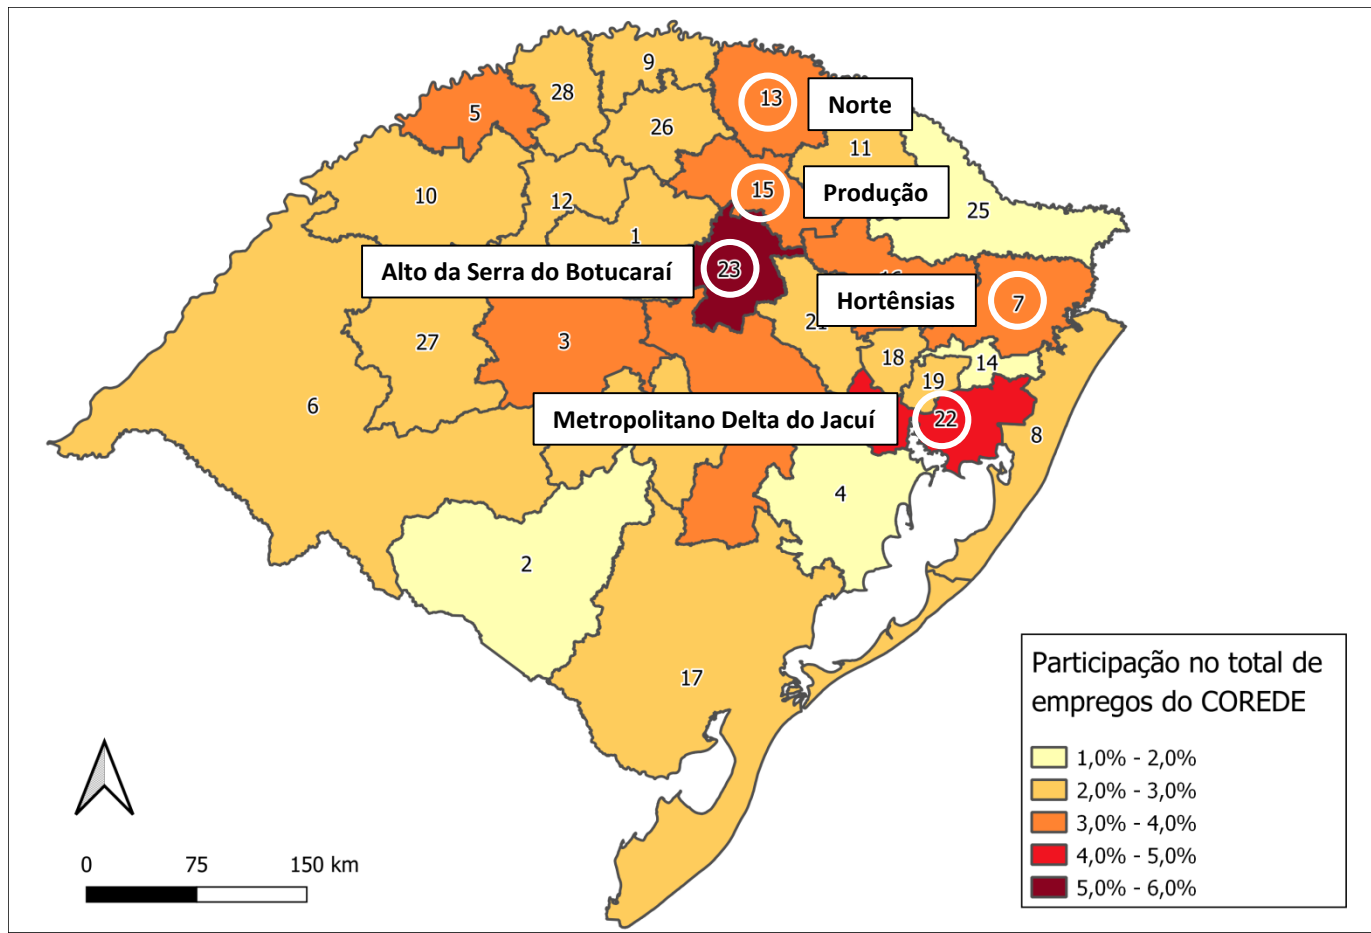 9
28
13
5
Norte
26
11
15
Produção
10
12
25
1
Alto da Serra do Botucaraí
23
Hortênsias
7
21
3
27
18
14
19
6
Metropolitano Delta do Jacuí
22
8
4
2
17
Participação no total de
empregos do COREDE
1,0% - 2,0%
2,0% - 3,0%
3,0% - 4,0%
4,0% - 5,0%
5,0% - 6,0%
0 75 150 km